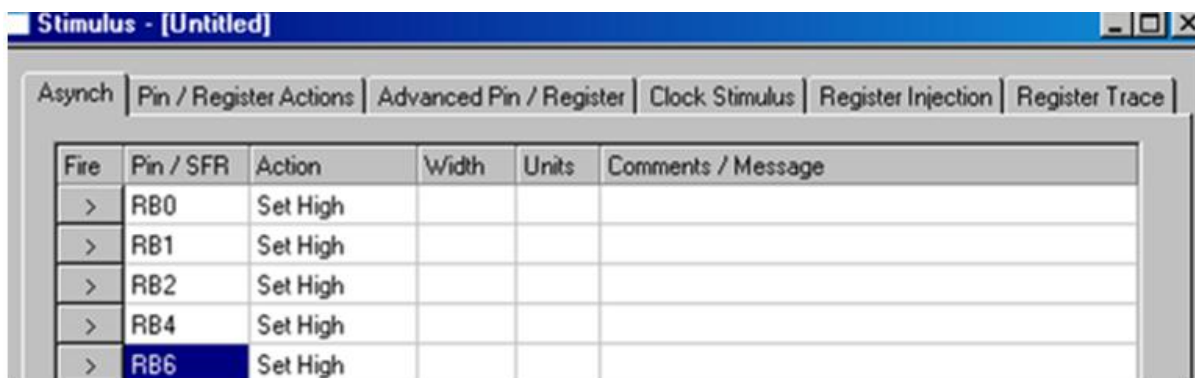 Stimulus - [Untitled]
Asynch Pin / Register Actions Advanced Pin / Register Clock Stimulus Register Injection Register Trace
Fire Pin / SFR Action Width Units Comments / Message
> RB0 Set High
> RB1 Set High
> RB2 Set High
> RB4 Set High
> RB6 Set High